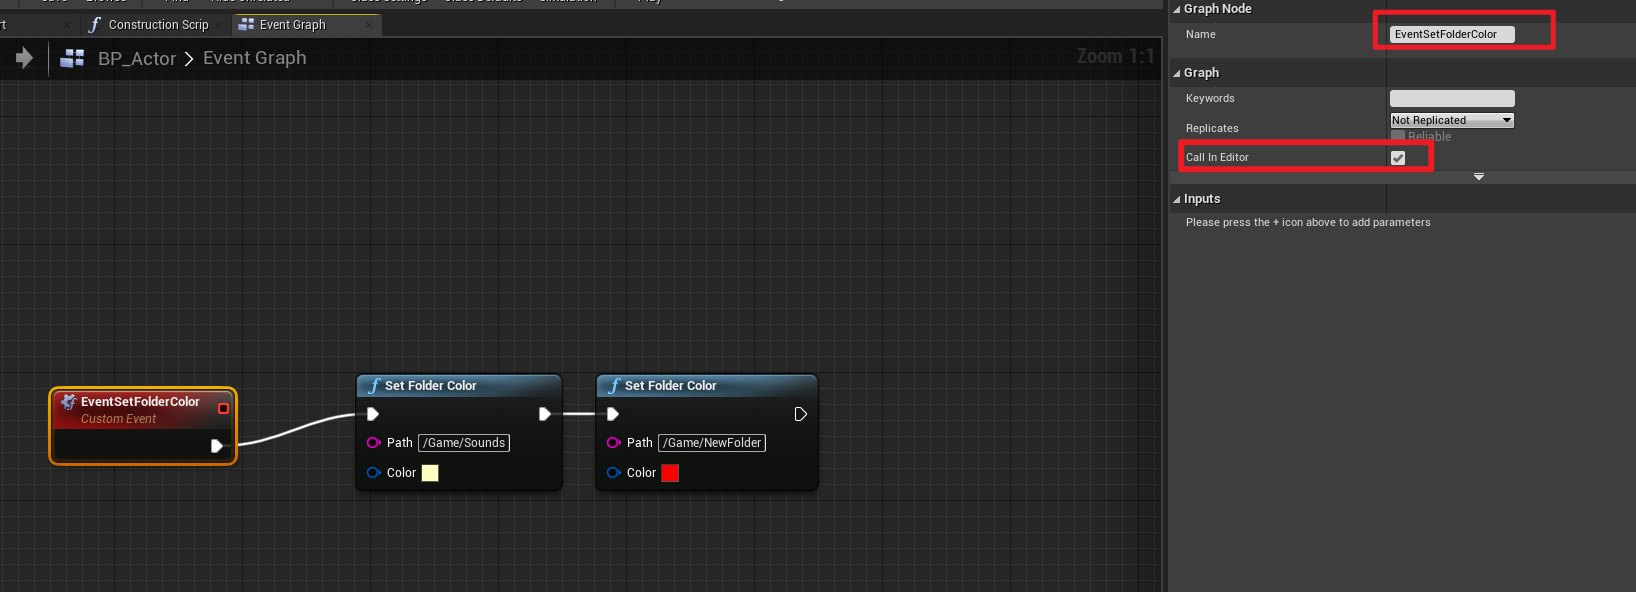 Construction Scrip
Event Graph
BP_Actor
Event Graph
Zoom 1:1
EventSetFolderColor
Custom Event
Set Folder Color
Path
/Game/Sounds
Color
Set Folder Color
Path
/Game/NewFolder
Color
Graph Node
Name
EventSetFolderColor
Graph
Keywords
Replicates
Not Replicated
Reliable
Call In Editor
Inputs
Please press the + icon above to add parameters